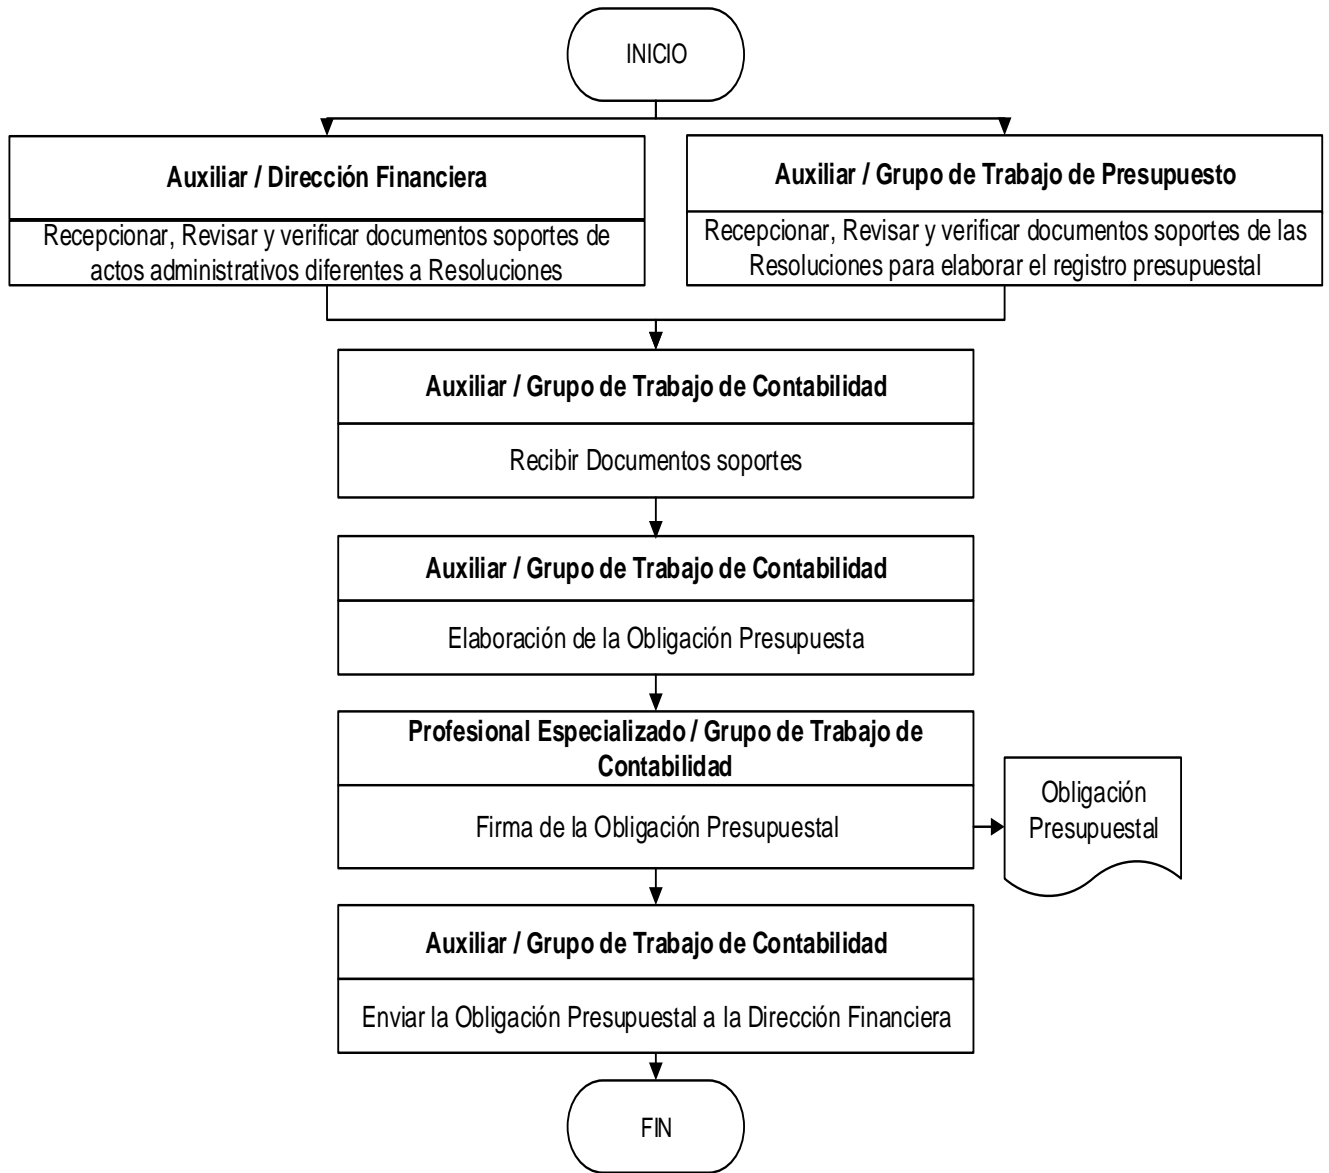 INICIO
Auxiliar / Dirección Financiera
Recepcionar, Revisar y verificar documentos soportes de
actos administrativos diferentes a Resoluciones
Auxiliar / Grupo de Trabajo de Presupuesto
Recepcionar, Revisar y verificar documentos soportes de las
Resoluciones para elaborar el registro presupuestal
Auxiliar / Grupo de Trabajo de Contabilidad
Recibir Documentos soportes
Auxiliar / Grupo de Trabajo de Contabilidad
Elaboración de la Obligación Presupuesta
Profesional Especializado / Grupo de Trabajo de
Contabilidad
Firma de la Obligación Presupuestal
Obligación
Presupuestal
Auxiliar / Grupo de Trabajo de Contabilidad
Enviar la Obligación Presupuestal a la Dirección Financiera
FIN